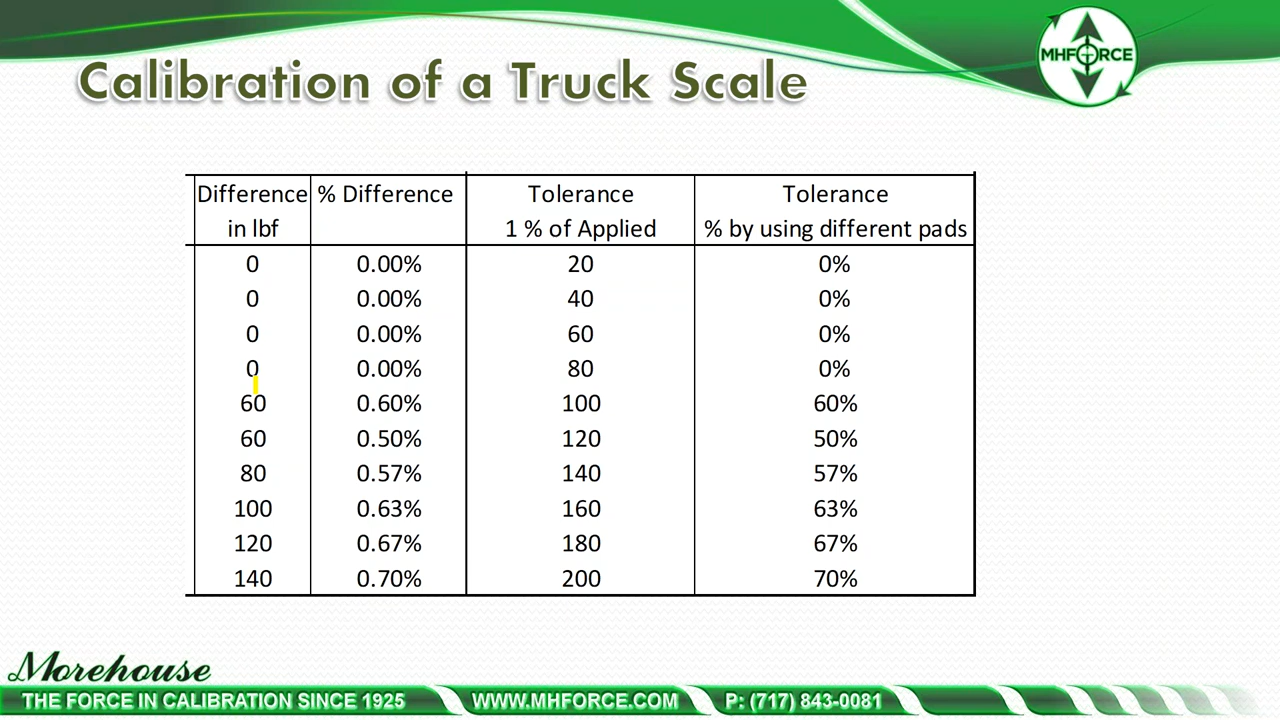 MHFORCE
Calibration of a Truck Scale
Difference in lbf % Difference Tolerance 1 % of Applied Tolerance % by using different pads
0 0.00% 20 0%
0 0.00% 40 0%
0 0.00% 60 0%
0 0.00% 80 0%
60 0.60% 100 60%
60 0.50% 120 50%
80 0.57% 140 57%
100 0.63% 160 63%
120 0.67% 180 67%
140 0.70% 200 70%
Morehouse
THE FORCE IN CALIBRATION SINCE 1925 WWW.MHFORCE.COM P: (717) 843-0081